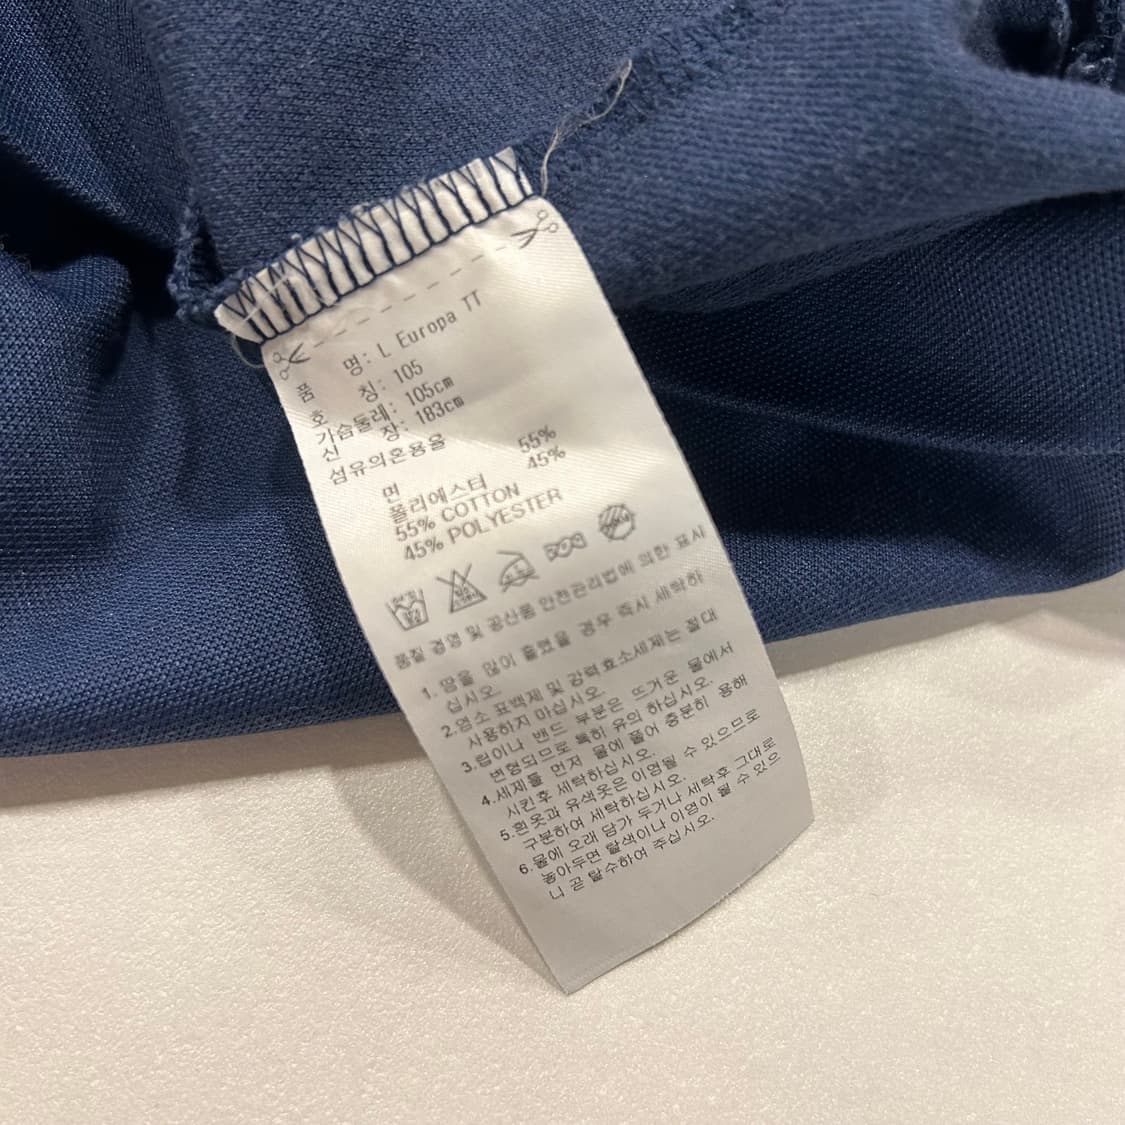 품 명: L Europa TT
호 칭: 105
가슴둘레: 105cm
신 장: 183cm
섬유의혼용율
면 55%
폴리에스터 45%
55% COTTON
45% POLYESTER
품질 경영 및 공산품 안전관리법에 의한 표시
1. 땀을 많이 흘렸을 경우 즉시 세탁하
십시오.
2.염소 표백제 및 강력효소세제는 절대
사용하지 마십시오.
3.럽이나 밴드 부분은 뜨거운 물에서
변형되므로 특히 유의 하십시오.
4.세제를 먼저 물에 풀어 충분히 용해
시킨후 세탁하십시오.
5.흰옷과 유색옷은 이염될 수 있으므로
구분하여 세탁하십시오.
6.물에 오래 담가 두거나 세탁후 그대로
놓아두면 탈색이나 이염이 될 수 있으
니 곧 탈수하여 주십시오.